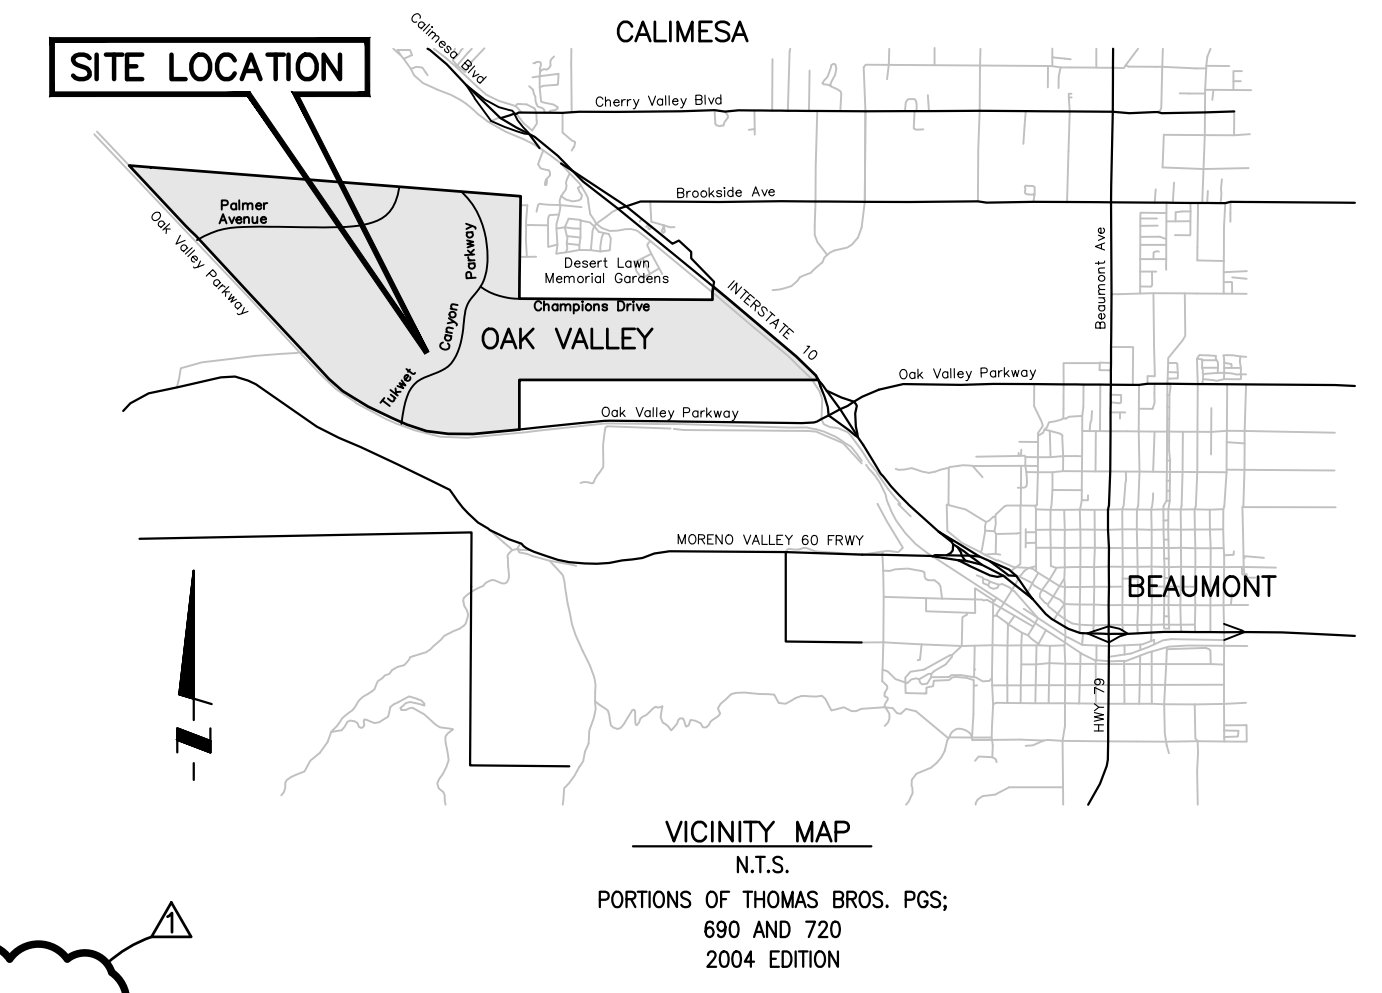 CALIMESA
SITE LOCATION
Calimesa Blvd
Cherry Valley Blvd
Brookside Ave
Palmer
Avenue
Oak Valley Parkway
Tukwet Canyon Parkway
Desert Lawn
Memorial Gardens
Champions Drive
OAK VALLEY
INTERSTATE 10
Beaumont Ave
Oak Valley Parkway
Oak Valley Parkway
MORENO VALLEY 60 FRWY
BEAUMONT
HWY 79
N
VICINITY MAP
N.T.S.
PORTIONS OF THOMAS BROS. PGS;
690 AND 720
2004 EDITION
1